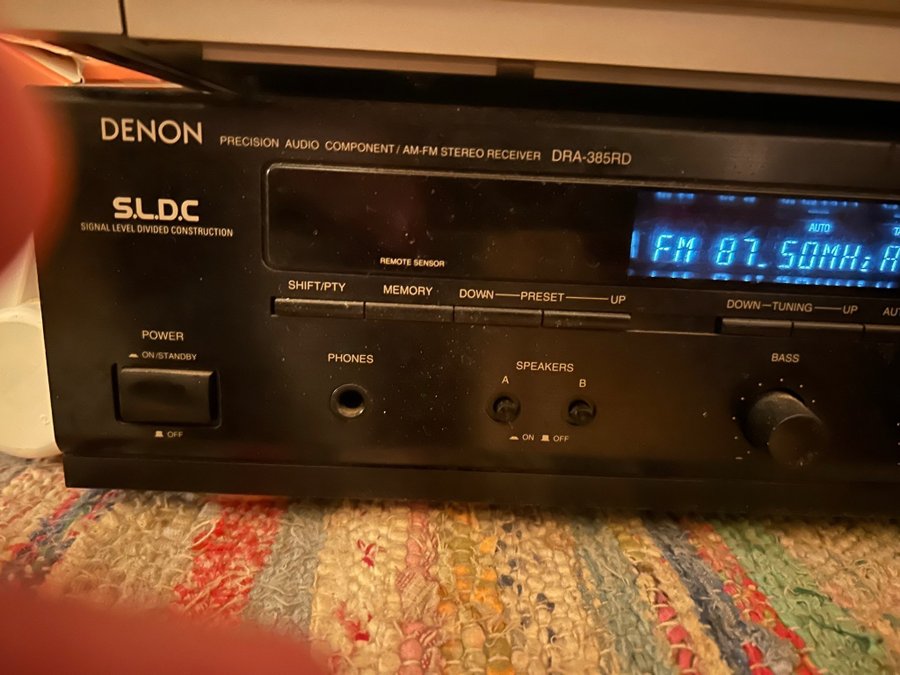 DENON PRECISION AUDIO COMPONENT / AM-FM STEREO RECEIVER DRA-385RD
S.L.D.C
SIGNAL LEVEL DIVIDED CONSTRUCTION
AUTO TA
FM 87.50MHz A
REMOTE SENSOR
SHIFT/PTY MEMORY DOWN PRESET UP
DOWN TUNING UP AUT
POWER
ON/STANDBY
OFF
PHONES
SPEAKERS
A B
ON OFF
BASS